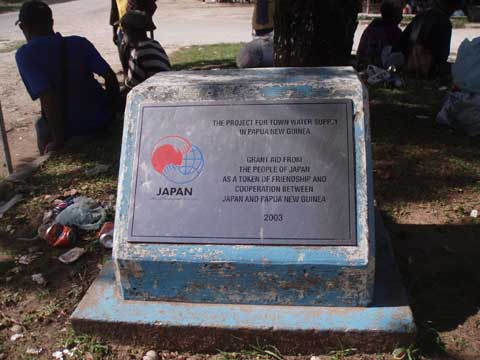 THE PROJECT FOR TOWN WATER SUPPLY
IN PAPUA NEW GUINEA
GRANT AID FROM
THE PEOPLE OF JAPAN
AS A TOKEN OF FRIENDSHIP AND
COOPERATION BETWEEN
JAPAN AND PAPUA NEW GUINEA
2003
JAPAN